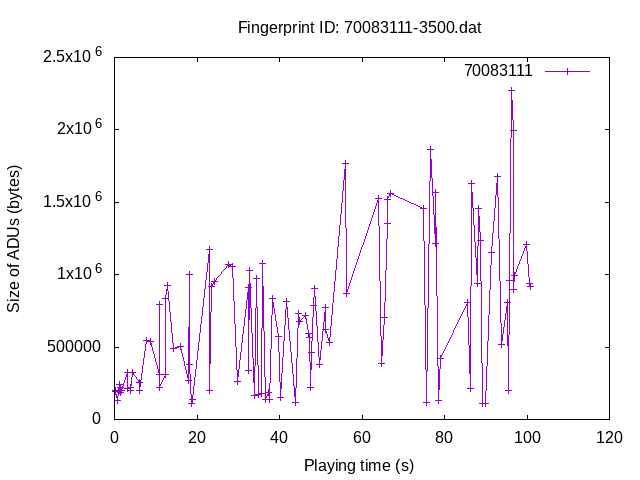 Fingerprint ID: 70083111-3500.dat
2.5x10^6
70083111
2x10^6
1.5x10^6
1x10^6
500000
0
0 20 40 60 80 100 120
Size of ADUs (bytes)
Playing time (s)